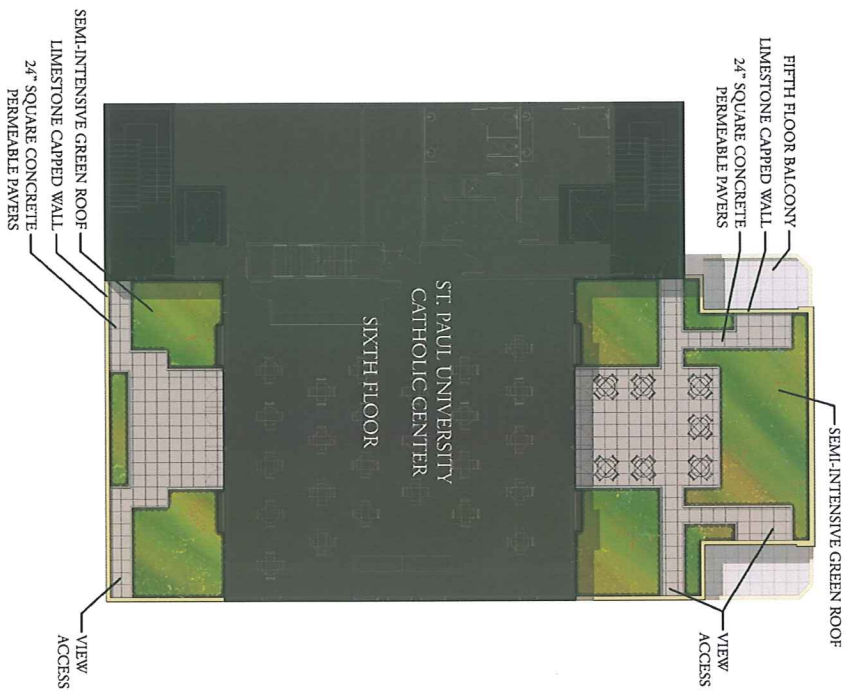 SEMI-INTENSIVE GREEN ROOF
LIMESTONE CAPPED WALL
24" SQUARE CONCRETE
PERMEABLE PAVERS
FIFTH FLOOR BALCONY
LIMESTONE CAPPED WALL
24" SQUARE CONCRETE
PERMEABLE PAVERS
ST. PAUL UNIVERSITY
CATHOLIC CENTER
SIXTH FLOOR
SEMI-INTENSIVE GREEN ROOF
VIEW
ACCESS
VIEW
ACCESS